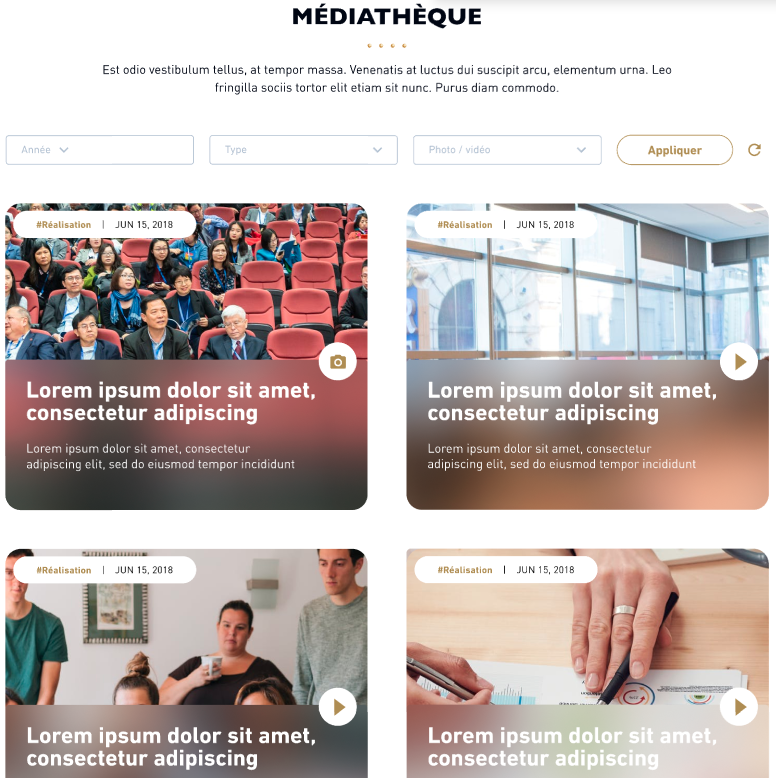 MÉDIATHÈQUE
Est odio vestibulum tellus, at tempor massa. Venenatis at luctus dui suscipit arcu, elementum urna. Leo
fringilla sociis tortor elit etiam sit nunc. Purus diam commodo.
Année
Type
Photo / vidéo
Appliquer
#Réalisation | JUN 15, 2018
Lorem ipsum dolor sit amet,
consectetur adipiscing
Lorem ipsum dolor sit amet, consectetur
adipiscing elit, sed do eiusmod tempor incididunt
#Réalisation | JUN 15, 2018
Lorem ipsum dolor sit amet,
consectetur adipiscing
Lorem ipsum dolor sit amet, consectetur
adipiscing elit, sed do eiusmod tempor incididunt
#Réalisation | JUN 15, 2018
Lorem ipsum dolor sit amet,
consectetur adipiscing
#Réalisation | JUN 15, 2018
Lorem ipsum dolor sit amet,
consectetur adipiscing